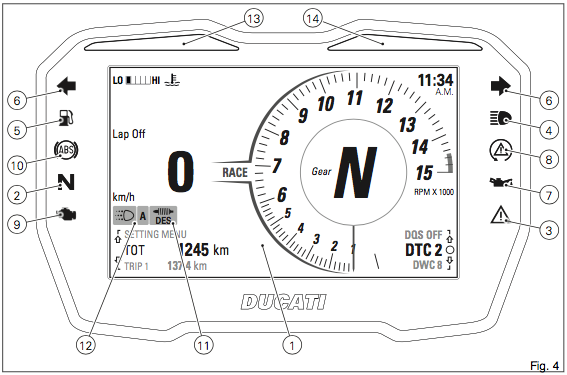 13
14
LO HI
11:34
A.M.
6
5
10
2
9
6
4
8
7
3
ABS
N
Lap Off
0
km/h
RACE
Gear
N
1
2
3
4
5
6
7
8
9
10
11
12
13
14
15
RPM X 1000
A
DES
SETTING MENU
TOT 1245 km
TRIP 1 1374 km
DQS OFF
DTC 2
DWC 8
DUCATI
12
11
1
Fig. 4